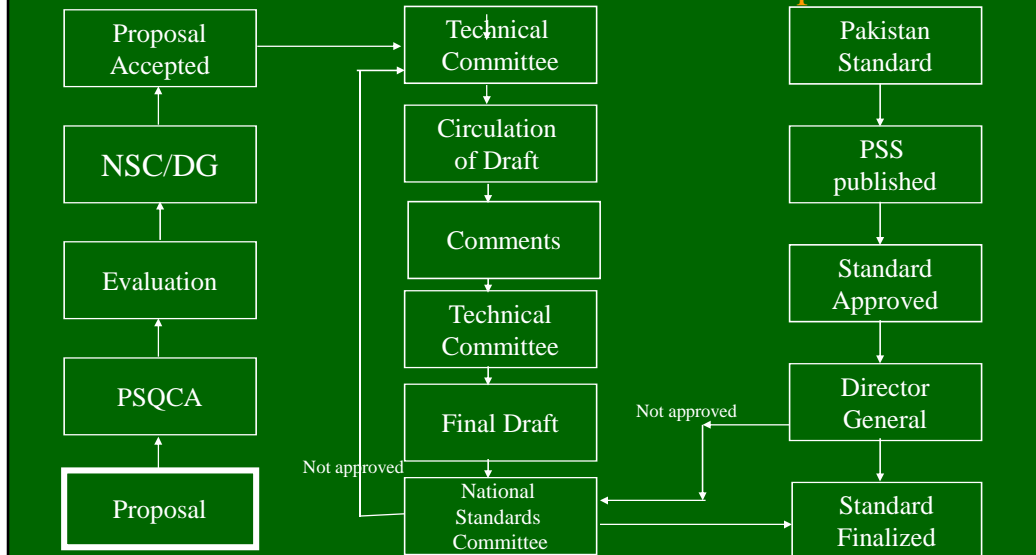 Proposal
Accepted
NSC/DG
Evaluation
PSQCA
Proposal
Technical
Committee
Circulation
of Draft
Comments
Technical
Committee
Final Draft
Not approved
National
Standards
Committee
Pakistan
Standard
PSS
published
Standard
Approved
Director
General
Not approved
Standard
Finalized